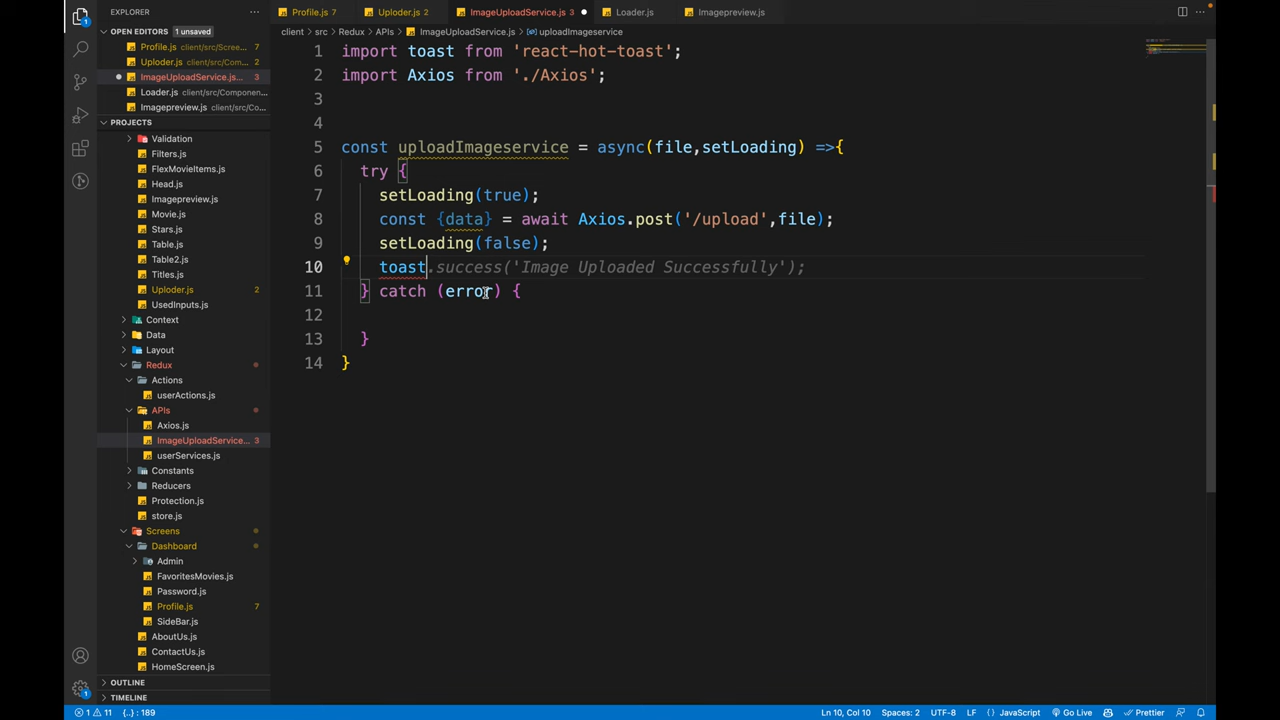 EXPLORER
Profile.js 7
Uploder.js 2
ImageUploadService.js 3
Loader.js
Imagepreview.js
OPEN EDITORS 1 unsaved
client > src > Redux > APIs > ImageUploadService.js > uploadImageservice
Profile.js client/src/Scree... 7
Uploder.js client/src/Com... 2
ImageUploadService.js... 3
Loader.js client/src/Componen...
Imagepreview.js client/src/Co...
PROJECTS
Validation
Filters.js
FlexMovieItems.js
Head.js
Imagepreview.js
Movie.js
Stars.js
Table.js
Table2.js
Titles.js
Uploder.js 2
UsedInputs.js
Context
Data
Layout
Redux
Actions
userActions.js
APIs
Axios.js
ImageUploadService... 3
userServices.js
Constants
Reducers
Protection.js
store.js
Screens
Dashboard
Admin
FavoritesMovies.js
Password.js
Profile.js 7
SideBar.js
AboutUs.js
ContactUs.js
HomeScreen.js
OUTLINE
TIMELINE
1 import toast from 'react-hot-toast';
2 import Axios from './Axios';
3
4
5 const uploadImageservice = async(file,setLoading) =>{
6 try {
7 setLoading(true);
8 const {data} = await Axios.post('/upload',file);
9 setLoading(false);
10 toast.success('Image Uploaded Successfully');
11 } catch (error) {
12
13 }
14 }
1
1
1 11 {..} : 189
Ln 10, Col 10 Spaces: 2 UTF-8 LF { } JavaScript Go Live Prettier